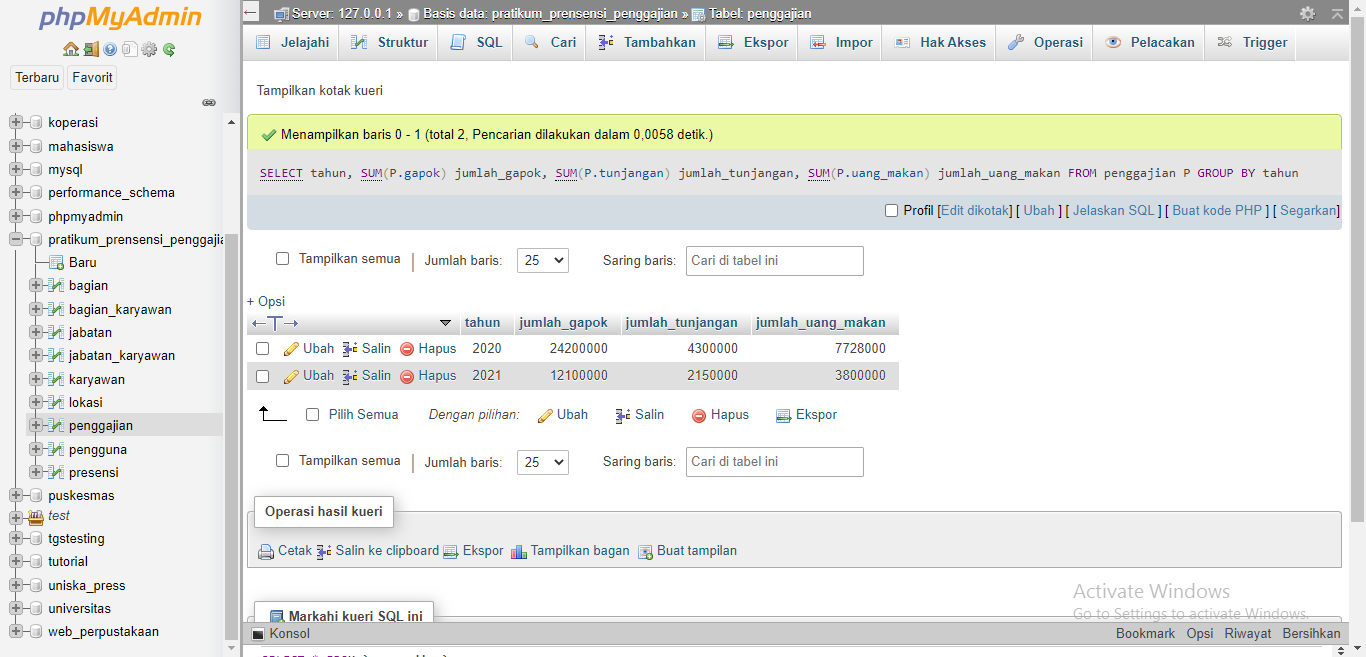 phpMyAdmin
Terbaru Favorit
koperasi
mahasiswa
mysql
performance_schema
phpmyadmin
pratikum_prensensi_penggajia
Baru
bagian
bagian_karyawan
jabatan
jabatan_karyawan
karyawan
lokasi
penggajian
pengguna
presensi
puskesmas
test
tgstesting
tutorial
uniska_press
universitas
web_perpustakaan
Server: 127.0.0.1 » Basis data: pratikum_prensensi_penggajian » Tabel: penggajian
Jelajahi Struktur SQL Cari Tambahkan Ekspor Impor Hak Akses Operasi Pelacakan Trigger
Tampilkan kotak kueri
Menampilkan baris 0 - 1 (total 2, Pencarian dilakukan dalam 0,0058 detik.)
SELECT tahun, SUM(P.gapok) jumlah_gapok, SUM(P.tunjangan) jumlah_tunjangan, SUM(P.uang_makan) jumlah_uang_makan FROM penggajian P GROUP BY tahun
Profil [Edit dikotak] [ Ubah ] [ Jelaskan SQL ] [ Buat kode PHP ] [ Segarkan]
Tampilkan semua | Jumlah baris: 25 Saring baris: Cari di tabel ini
+ Opsi
←T→ tahun jumlah_gapok jumlah_tunjangan jumlah_uang_makan
Ubah Salin Hapus 2020 24200000 4300000 7728000
Ubah Salin Hapus 2021 12100000 2150000 3800000
Pilih Semua Dengan pilihan: Ubah Salin Hapus Ekspor
Tampilkan semua | Jumlah baris: 25 Saring baris: Cari di tabel ini
Operasi hasil kueri
Cetak Salin ke clipboard Ekspor Tampilkan bagan Buat tampilan
Markahi kueri SQL ini
Activate Windows
Go to Settings to activate Windows.
Konsol Bookmark Opsi Riwayat Bersihkan